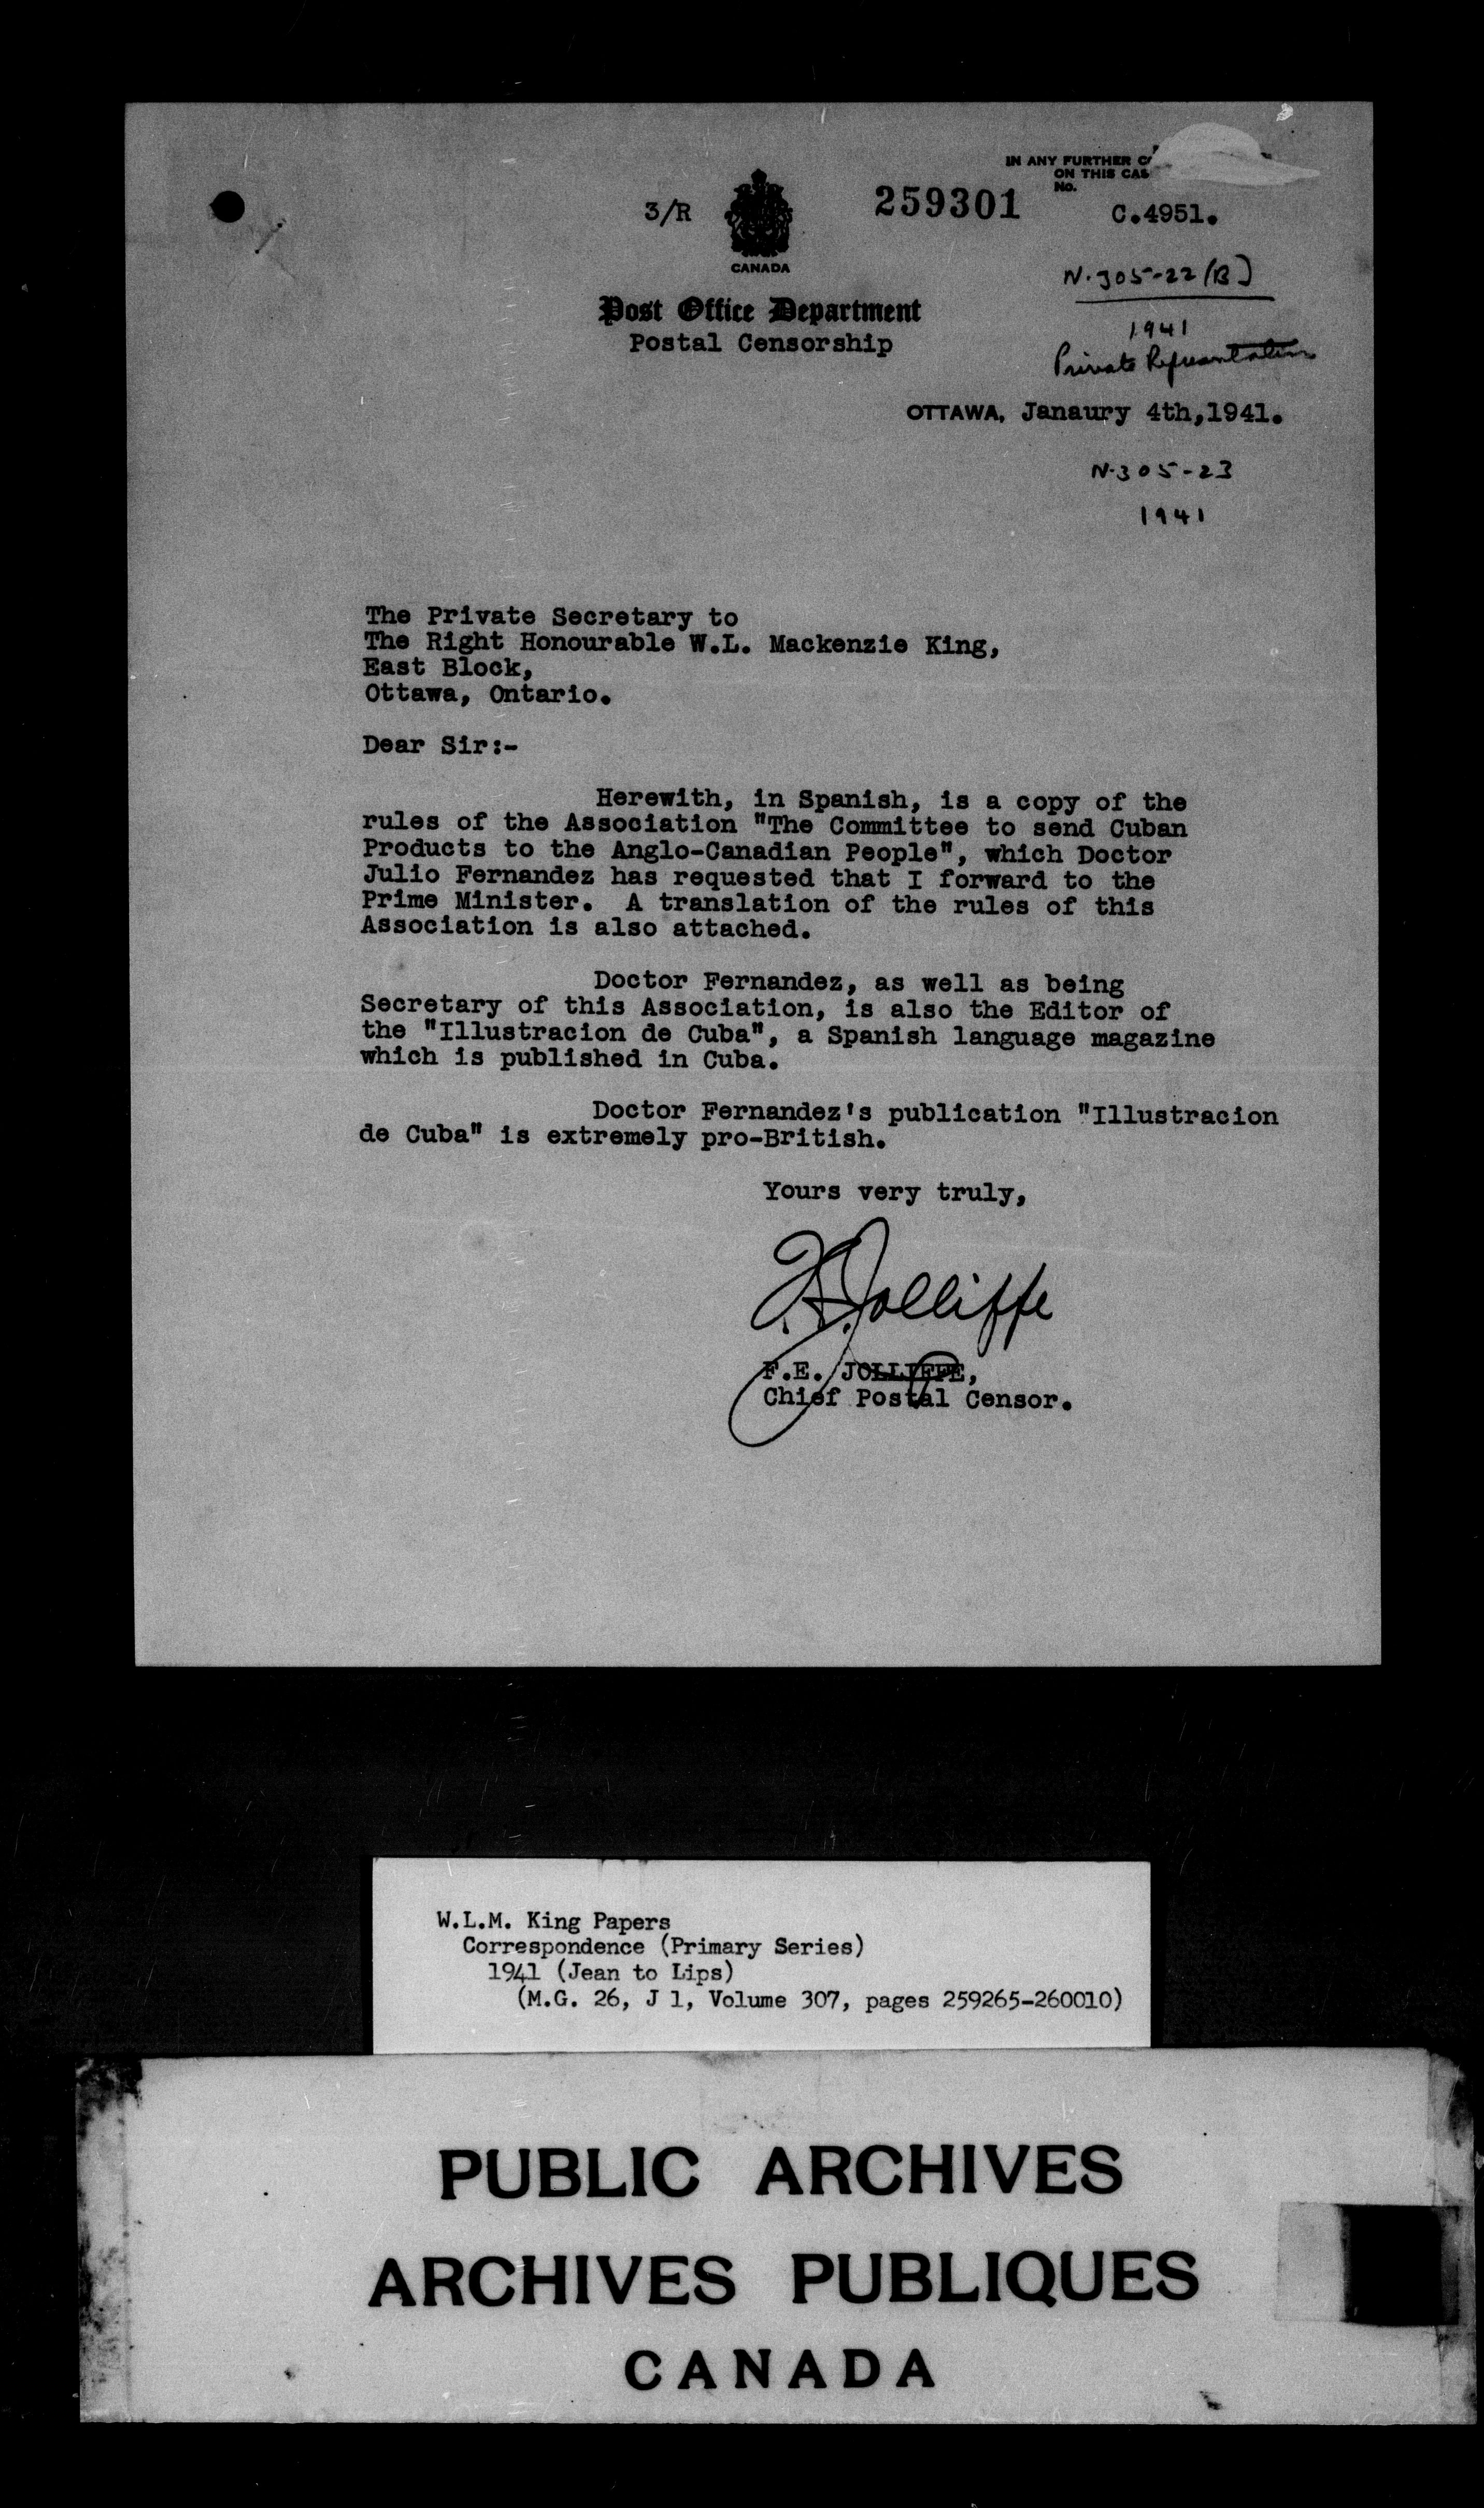 IN ANY FURTHER
ON THIS CAS
No.
3/R
259301
C.4951.
CANADA
N-305-22 (B)
Post Office Department
1941
Postal Censorship
Private
OTTAWA, Janaury 4th,1941.
N-305-23
1941
The Private Secretary to
The Right Honourable W.L. Mackenzie King,
East Block,
Ottawa, Ontario.
Dear Sir:-
Herewith, in Spanish, is a copy of the
rules of the Association "The Committee to send Cuban
Products to the Anglo-Canadian People", which Doctor
Julio Fernandez has requested that I forward to the
Prime Minister. A translation of the rules of this
Association is also attached.
Doctor Fernandez, as well as being
Secretary of this Association, is also the Editor of
the "Illustracion de Cuba", a Spanish language magazine
which is published in Cuba.
Doctor Fernandez's publication "Illustracion
de Cuba" is extremely pro-British.
Yours very truly,
F.E. Jolliffe
F.E. JOLLIFFE,
Chief Postal Censor.
W.L.M. King Papers
Correspondence (Primary Series)
1941 (Jean to Lips)
(M.G. 26, J 1, Volume 307, pages 259265-260010)
PUBLIC ARCHIVES
ARCHIVES PUBLIQUES
CANADA